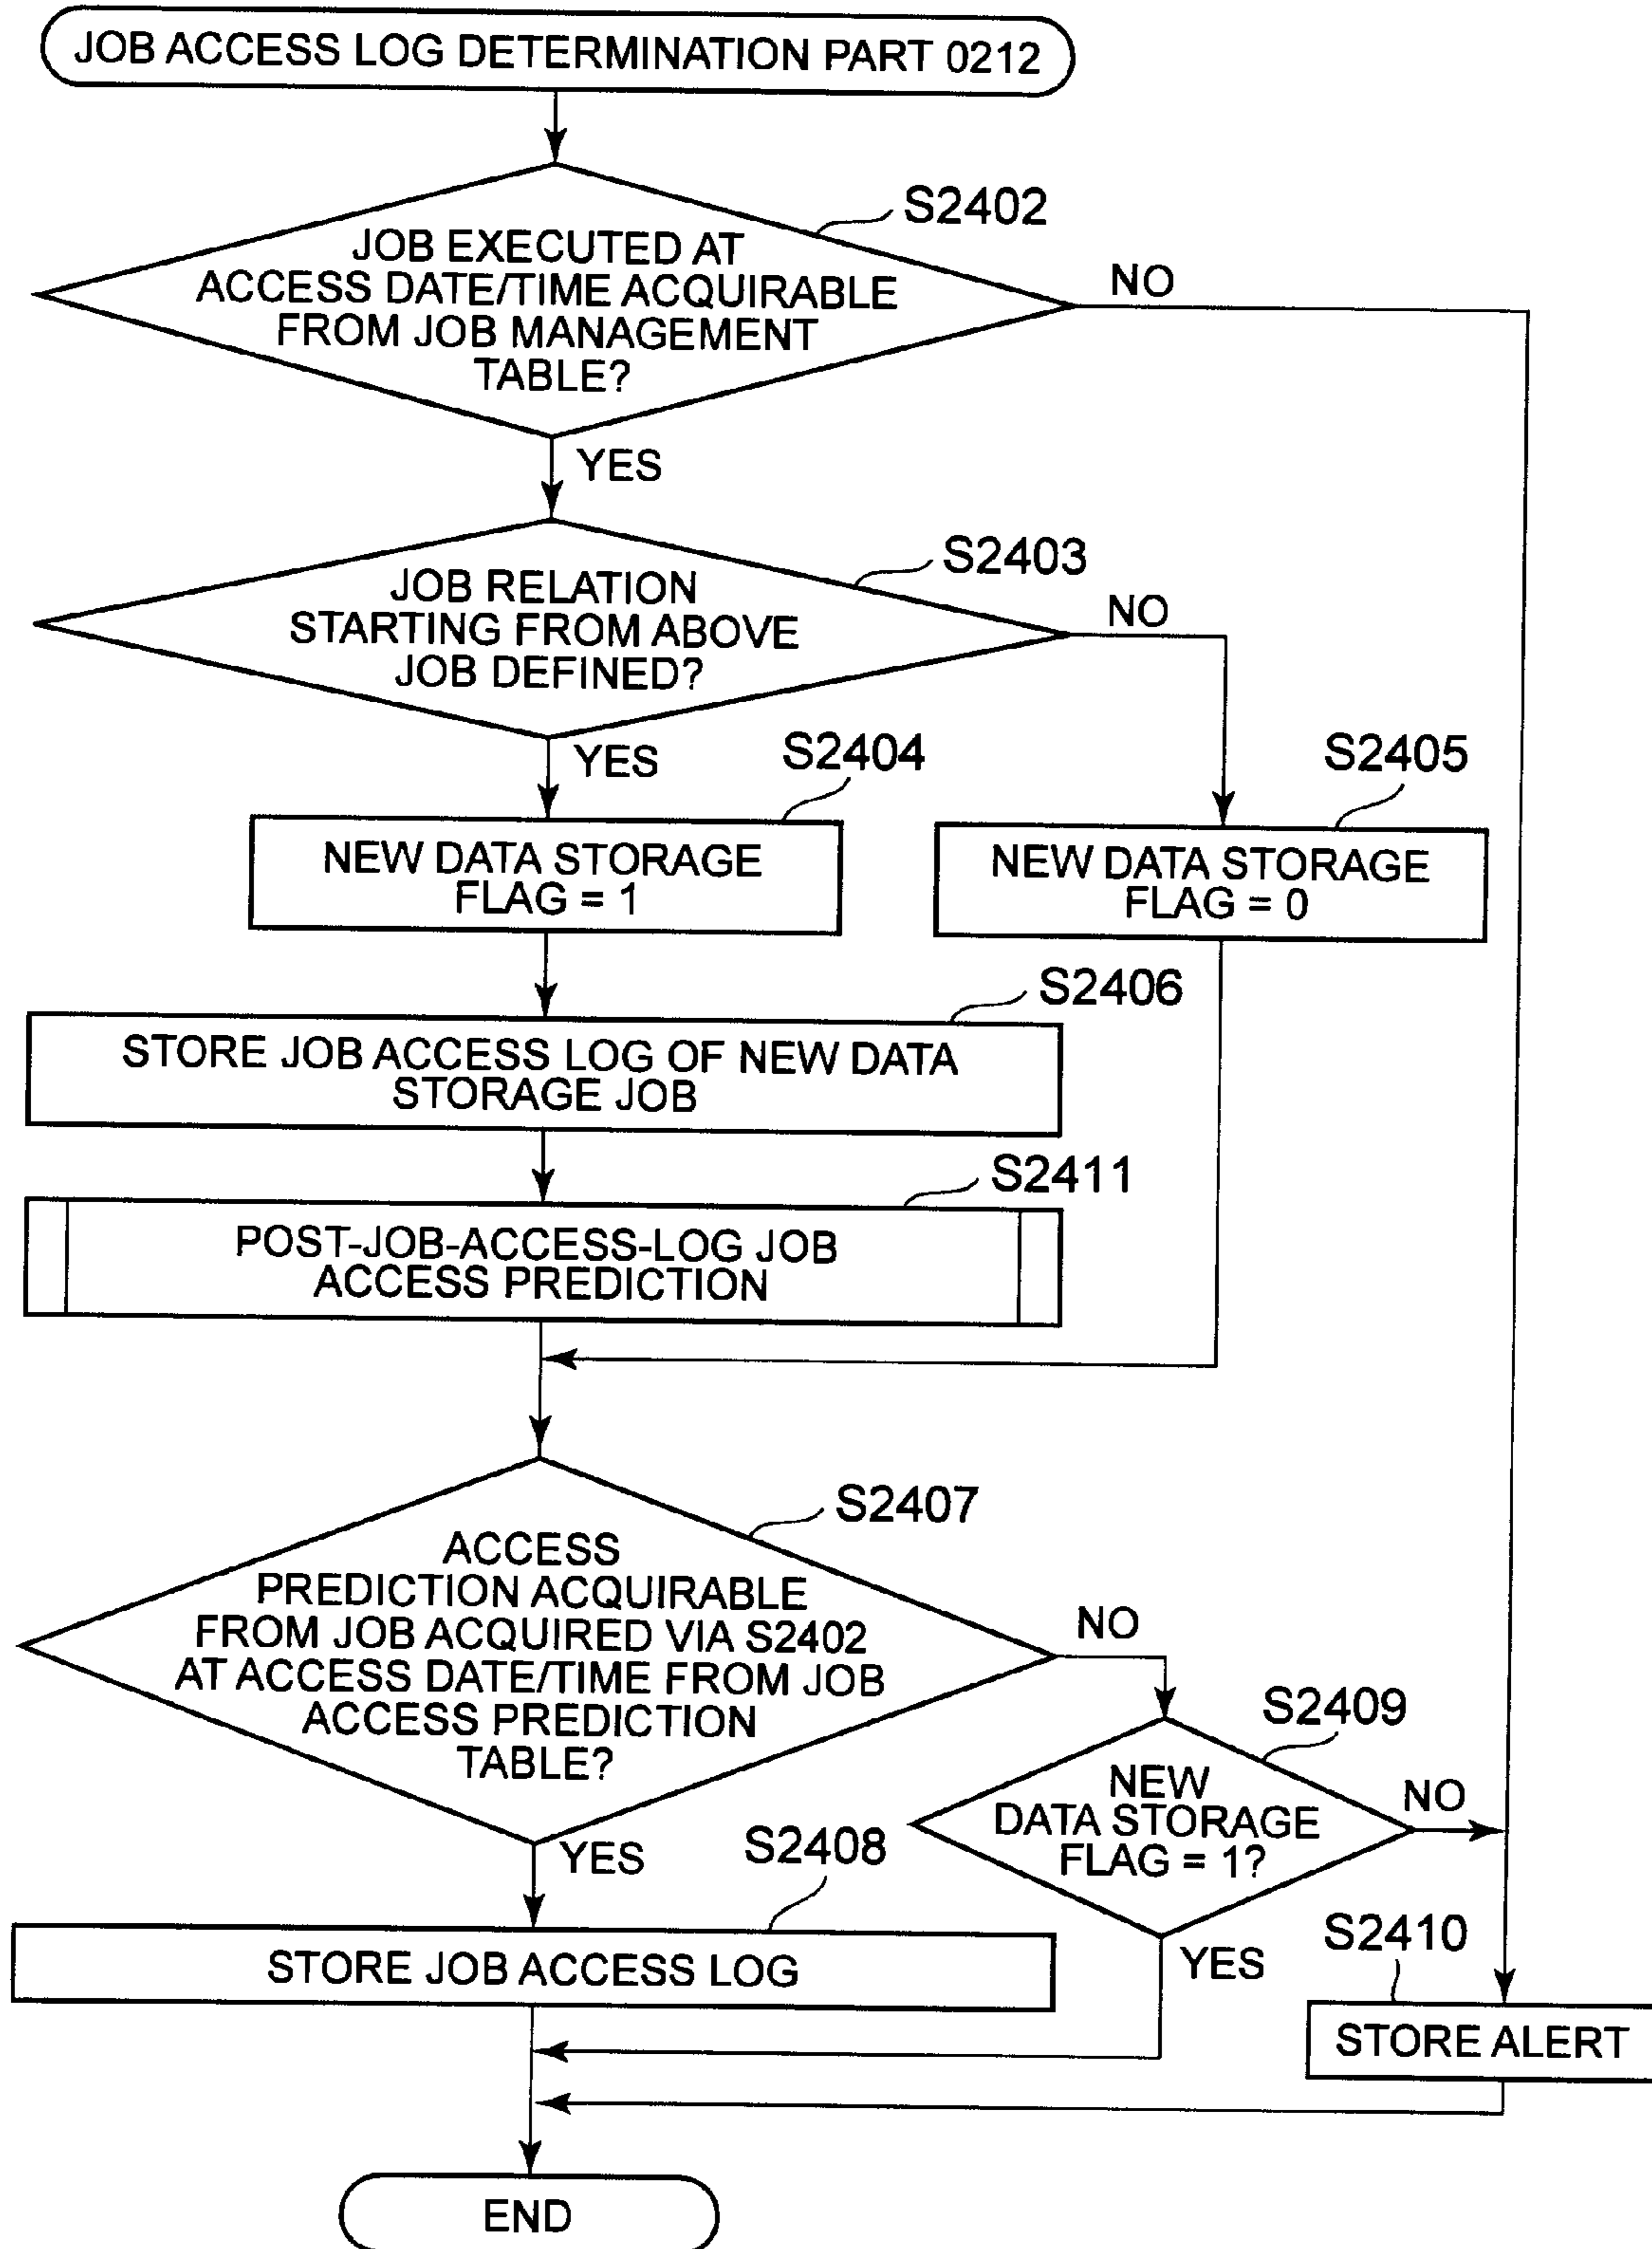 JOB ACCESS LOG DETERMINATION PART 0212
S2402
JOB EXECUTED AT
ACCESS DATE/TIME ACQUIRABLE
FROM JOB MANAGEMENT
TABLE?
NO
YES
S2403
JOB RELATION
STARTING FROM ABOVE
JOB DEFINED?
NO
YES
S2404
S2405
NEW DATA STORAGE
FLAG = 1
NEW DATA STORAGE
FLAG = 0
S2406
STORE JOB ACCESS LOG OF NEW DATA
STORAGE JOB
S2411
POST-JOB-ACCESS-LOG JOB
ACCESS PREDICTION
S2407
ACCESS
PREDICTION ACQUIRABLE
FROM JOB ACQUIRED VIA S2402
AT ACCESS DATE/TIME FROM JOB
ACCESS PREDICTION
TABLE?
NO
YES
S2409
NEW
DATA STORAGE
FLAG = 1?
NO
YES
S2408
STORE JOB ACCESS LOG
S2410
STORE ALERT
END